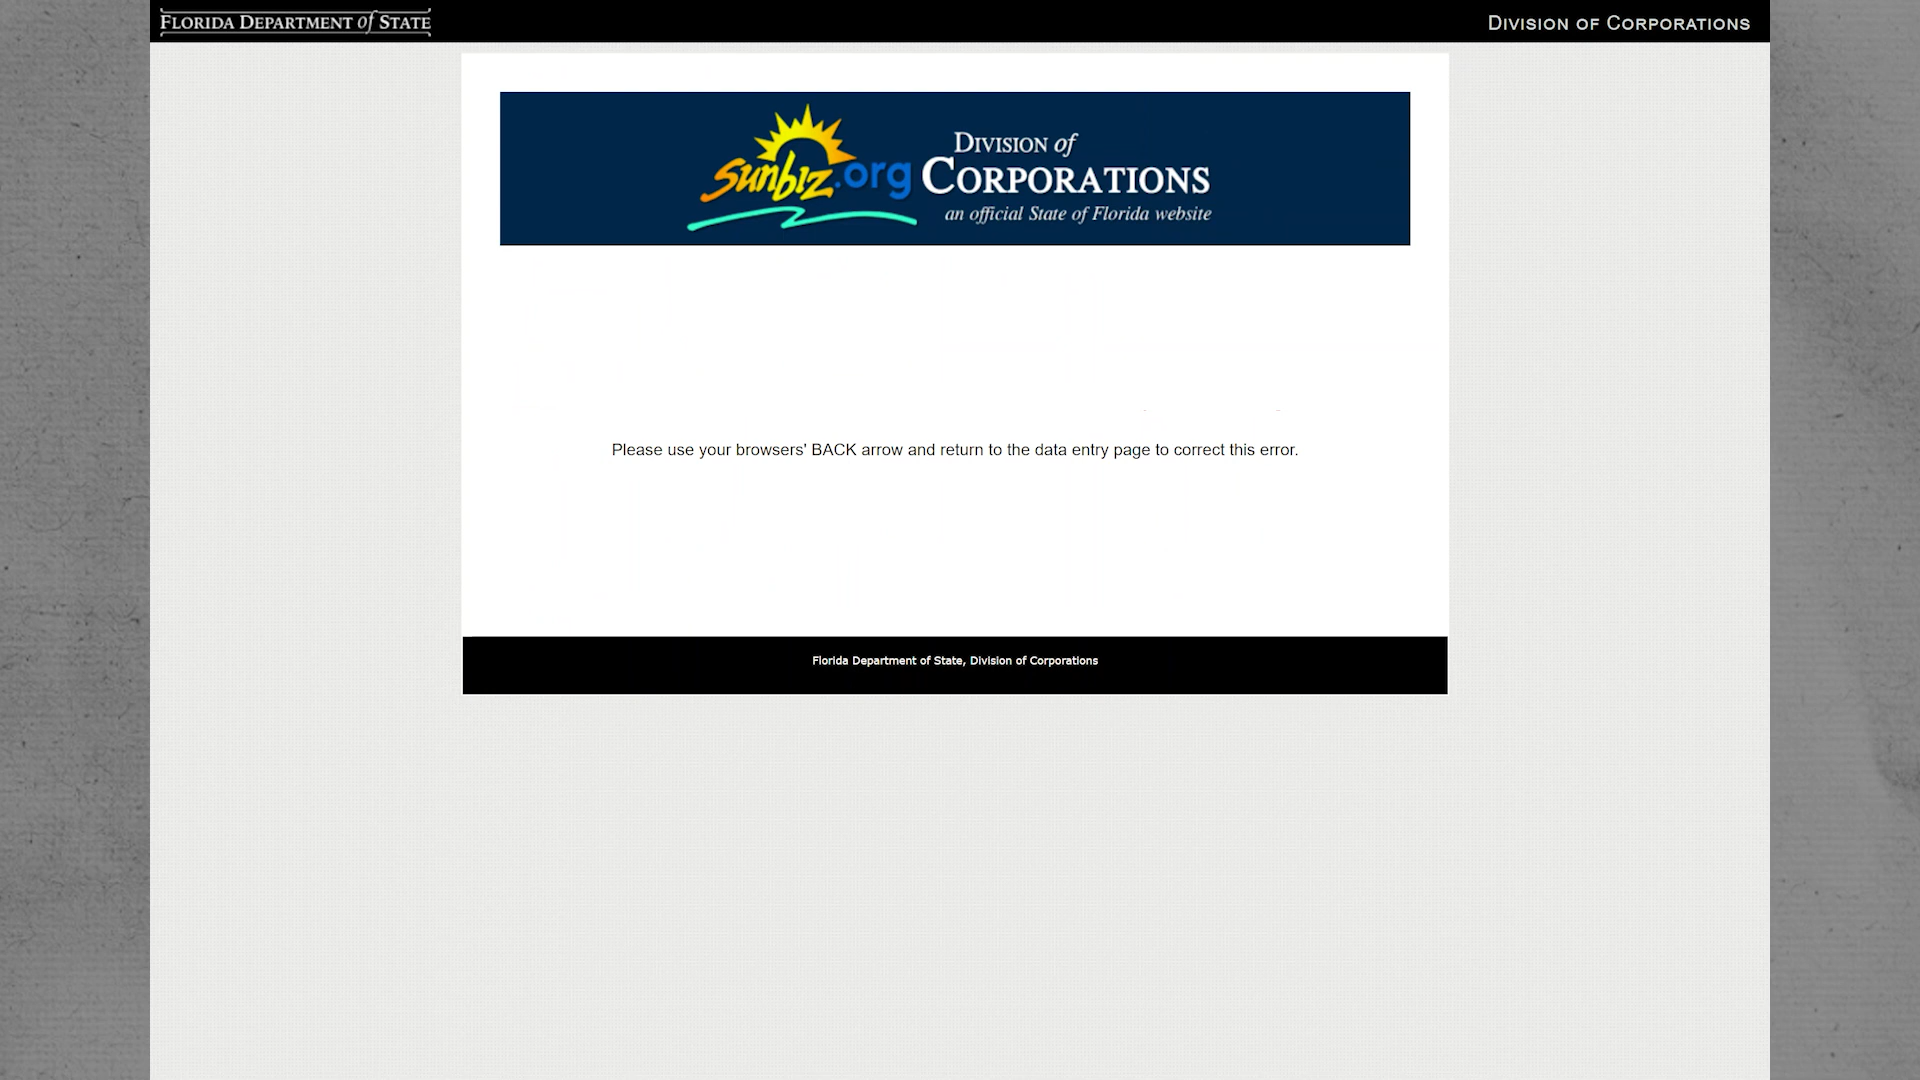 FLORIDA DEPARTMENT of STATE
DIVISION OF CORPORATIONS
sunbiz.org
DIVISION of
CORPORATIONS
an official State of Florida website
Please use your browsers' BACK arrow and return to the data entry page to correct this error.
Florida Department of State, Division of Corporations